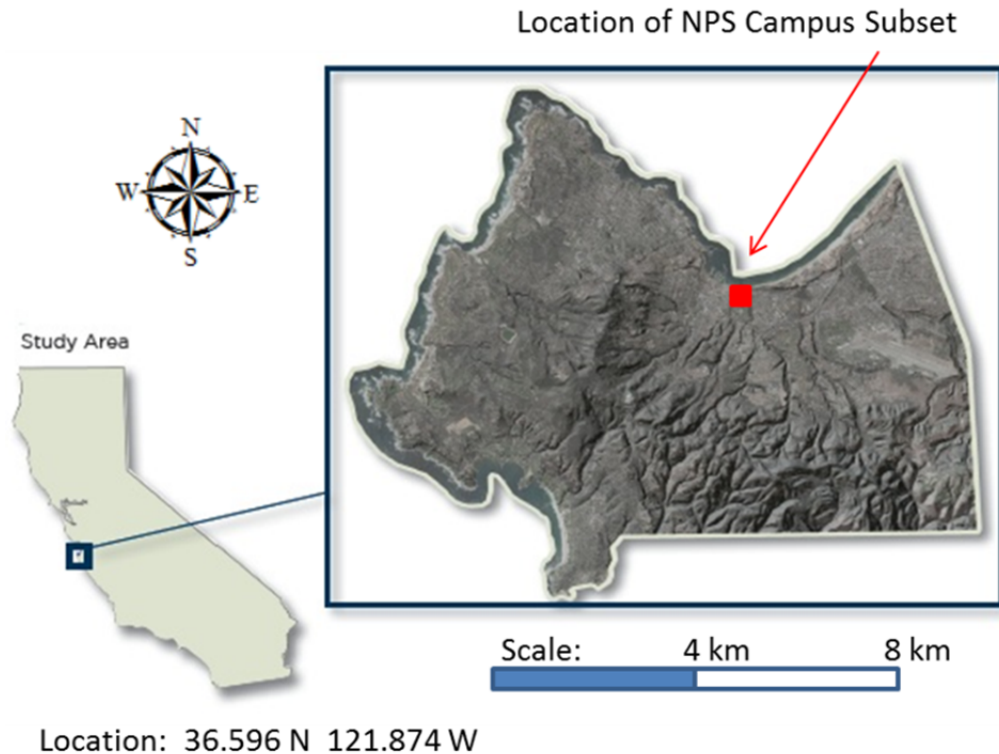 Location of NPS Campus Subset
N
W E
S
Study Area
Scale: 4 km 8 km
Location: 36.596 N 121.874 W